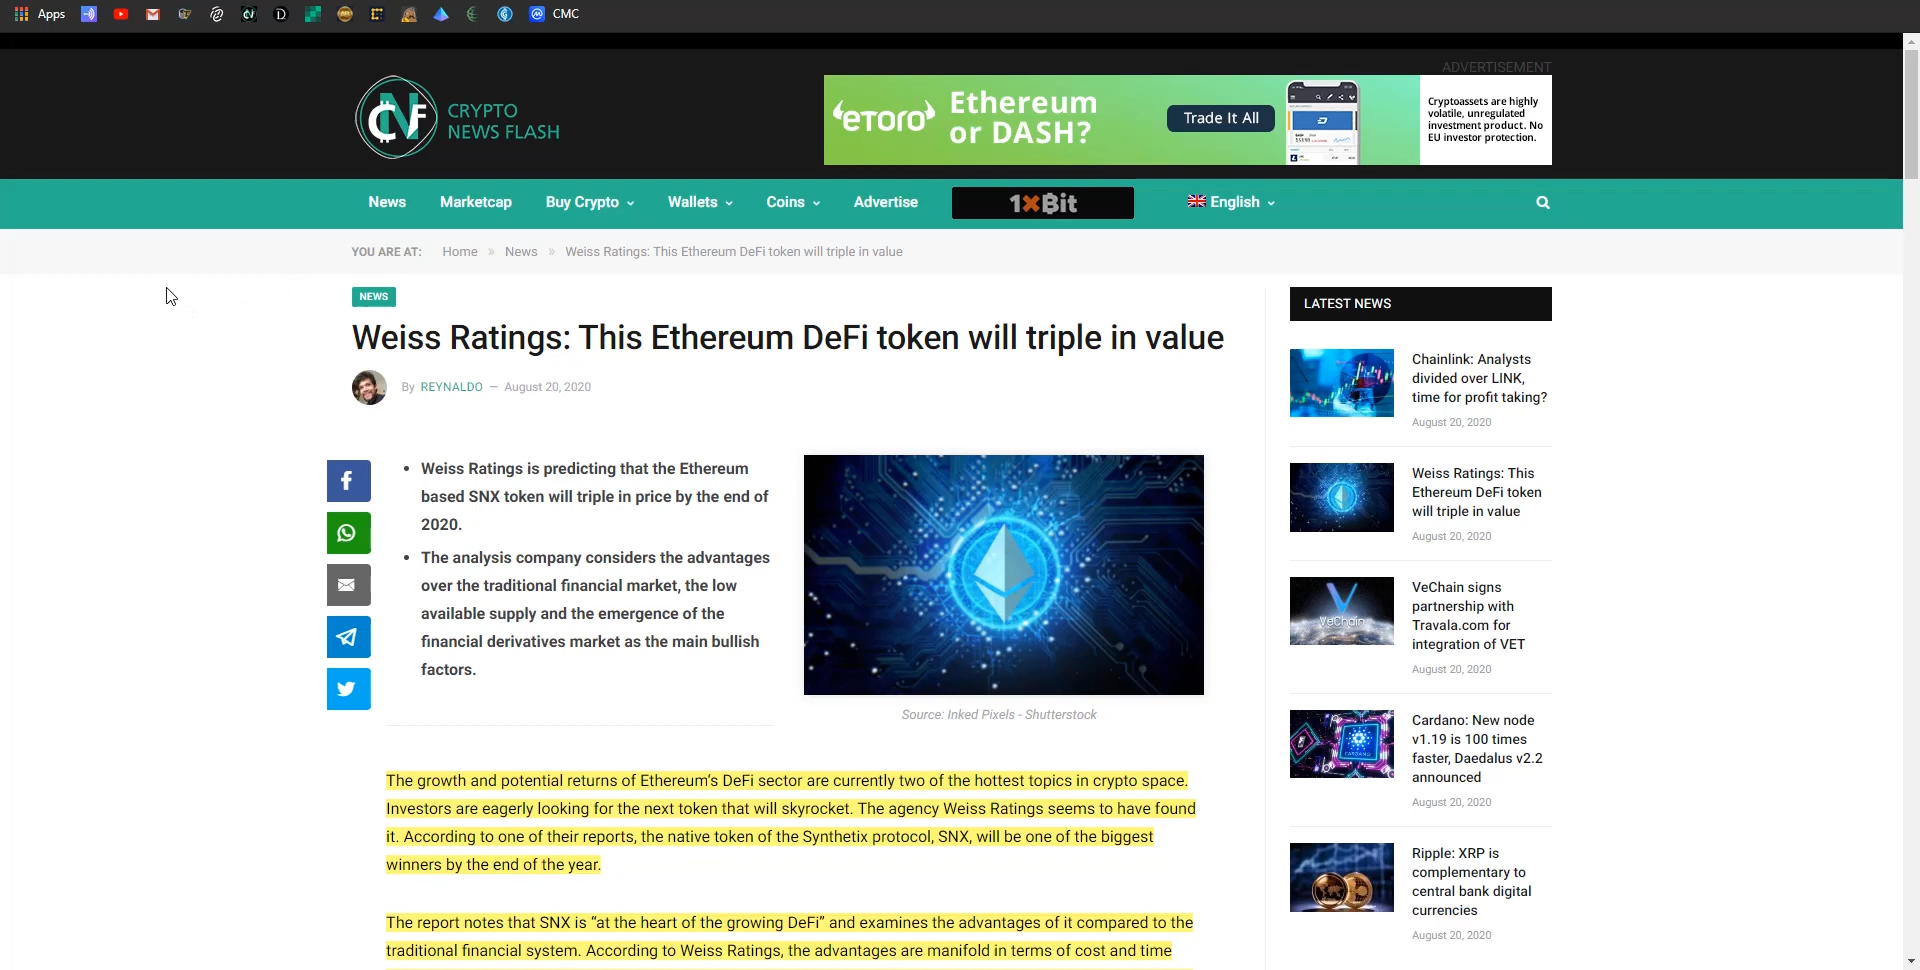 Apps
CMC
ADVERTISEMENT
CNF
CRYPTO
NEWS FLASH
eTORO
Ethereum
or DASH?
Trade It All
Cryptoassets are highly
volatile, unregulated
investment product. No
EU investor protection.
News Marketcap Buy Crypto Wallets Coins Advertise 1xBit English
YOU ARE AT: Home » News » Weiss Ratings: This Ethereum DeFi token will triple in value
NEWS
Weiss Ratings: This Ethereum DeFi token will triple in value
By REYNALDO — August 20, 2020
• Weiss Ratings is predicting that the Ethereum
based SNX token will triple in price by the end of
2020.
• The analysis company considers the advantages
over the traditional financial market, the low
available supply and the emergence of the
financial derivatives market as the main bullish
factors.
Source: Inked Pixels - Shutterstock
The growth and potential returns of Ethereum's DeFi sector are currently two of the hottest topics in crypto space.
Investors are eagerly looking for the next token that will skyrocket. The agency Weiss Ratings seems to have found
it. According to one of their reports, the native token of the Synthetix protocol, SNX, will be one of the biggest
winners by the end of the year.
The report notes that SNX is “at the heart of the growing DeFi” and examines the advantages of it compared to the
traditional financial system. According to Weiss Ratings, the advantages are manifold in terms of cost and time
LATEST NEWS
Chainlink: Analysts
divided over LINK,
time for profit taking?
August 20, 2020
Weiss Ratings: This
Ethereum DeFi token
will triple in value
August 20, 2020
VeChain
VeChain signs
partnership with
Travala.com for
integration of VET
August 20, 2020
CARDANO
Cardano: New node
v1.19 is 100 times
faster, Daedalus v2.2
announced
August 20, 2020
Ripple: XRP is
complementary to
central bank digital
currencies
August 20, 2020